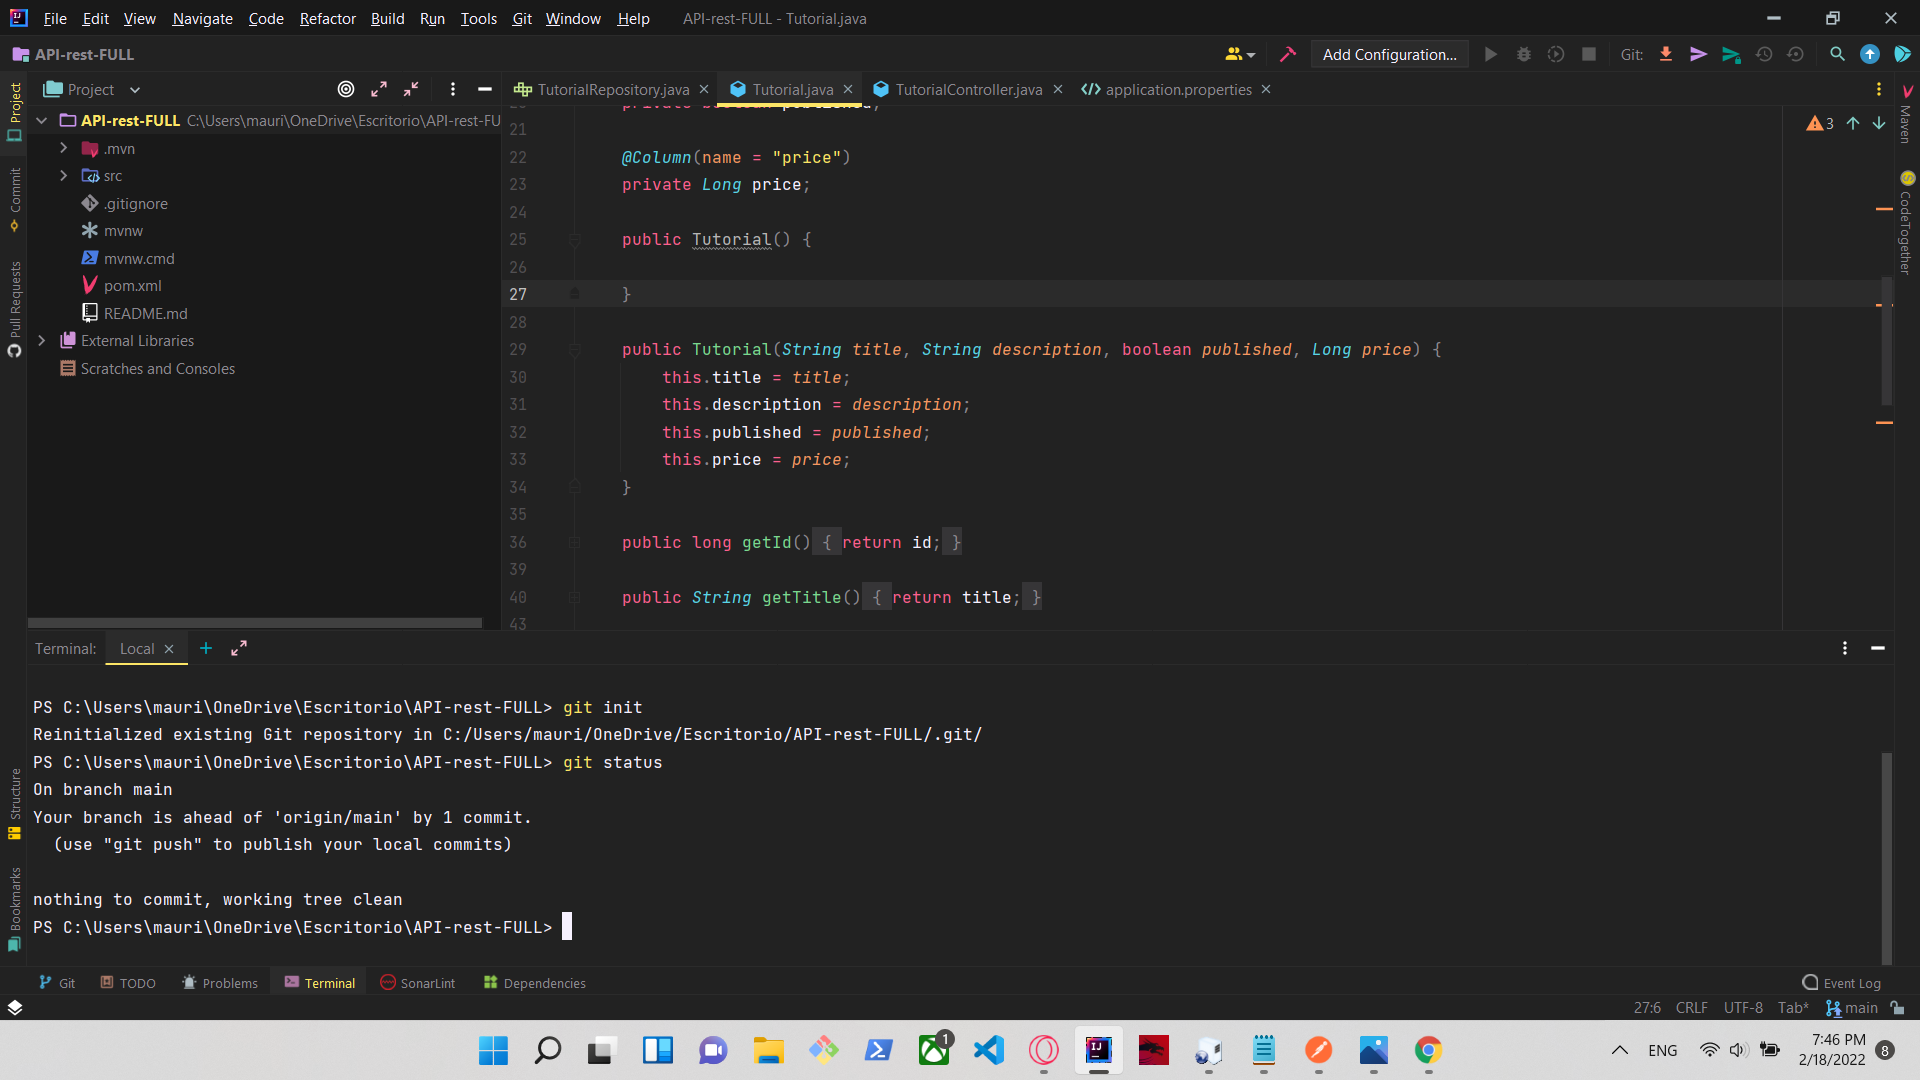 File Edit View Navigate Code Refactor Build Run Tools Git Window Help API-rest-FULL - Tutorial.java
API-rest-FULL
Add Configuration... Git:
Project
TutorialRepository.java Tutorial.java TutorialController.java application.properties
API-rest-FULL C:\Users\mauri\OneDrive\Escritorio\API-rest-FU
.mvn
src
.gitignore
mvnw
mvnw.cmd
pom.xml
README.md
External Libraries
Scratches and Consoles
3
21
22 @Column(name = "price")
23 private Long price;
24
25 public Tutorial() {
26
27 }
28
29 public Tutorial(String title, String description, boolean published, Long price) {
30 this.title = title;
31 this.description = description;
32 this.published = published;
33 this.price = price;
34 }
35
36 public long getId() { return id; }
39
40 public String getTitle() { return title; }
43
Project
Commit
Pull Requests
Structure
Bookmarks
Maven
CodeTogether
Terminal: Local
PS C:\Users\mauri\OneDrive\Escritorio\API-rest-FULL> git init
Reinitialized existing Git repository in C:/Users/mauri/OneDrive/Escritorio/API-rest-FULL/.git/
PS C:\Users\mauri\OneDrive\Escritorio\API-rest-FULL> git status
On branch main
Your branch is ahead of 'origin/main' by 1 commit.
(use "git push" to publish your local commits)
nothing to commit, working tree clean
PS C:\Users\mauri\OneDrive\Escritorio\API-rest-FULL>
Git TODO Problems Terminal SonarLint Dependencies Event Log
27:6 CRLF UTF-8 Tab* main
1
ENG
7:46 PM
2/18/2022
8